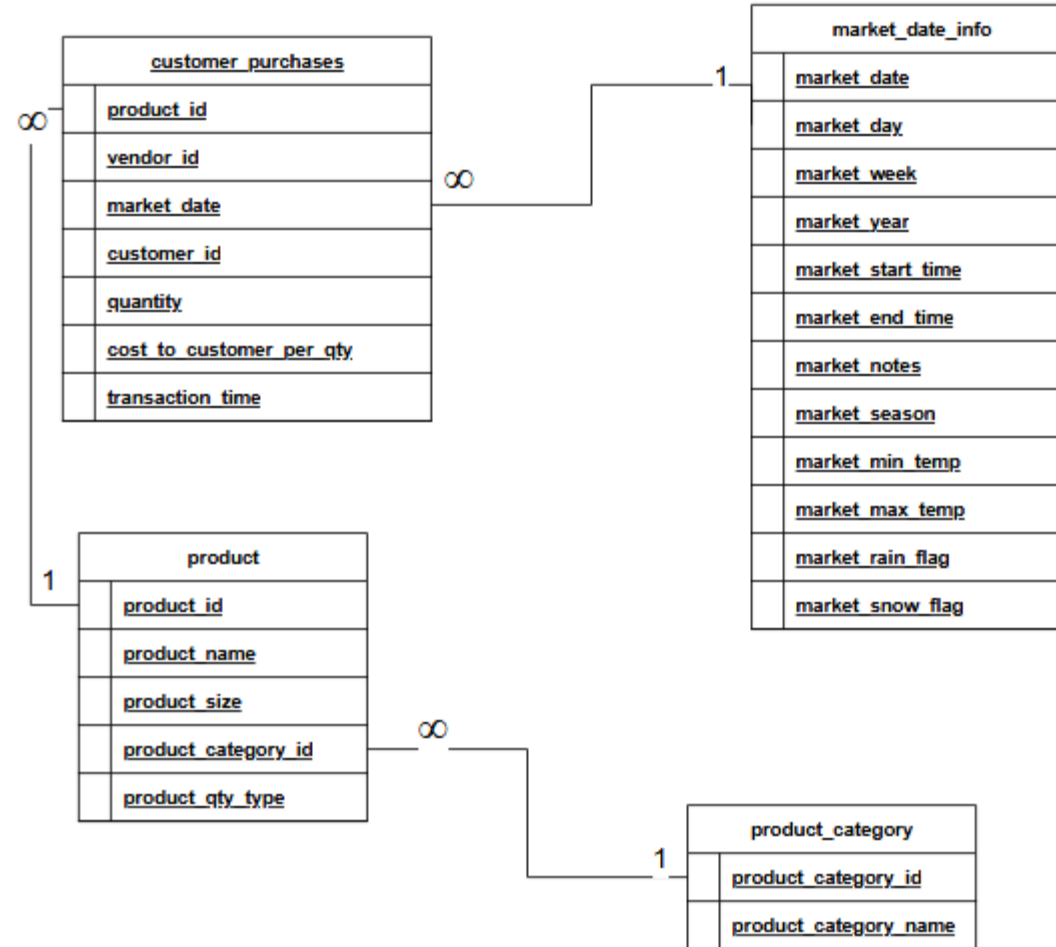 customer_purchases
product_id
vendor_id
market_date
customer_id
quantity
cost_to_customer_per_qty
transaction_time
∞
∞
1
market_date_info
market_date
market_day
market_week
market_year
market_start_time
market_end_time
market_notes
market_season
market_min_temp
market_max_temp
market_rain_flag
market_snow_flag
product
1
product_id
product_name
product_size
product_category_id
product_qty_type
∞
1
product_category
product_category_id
product_category_name